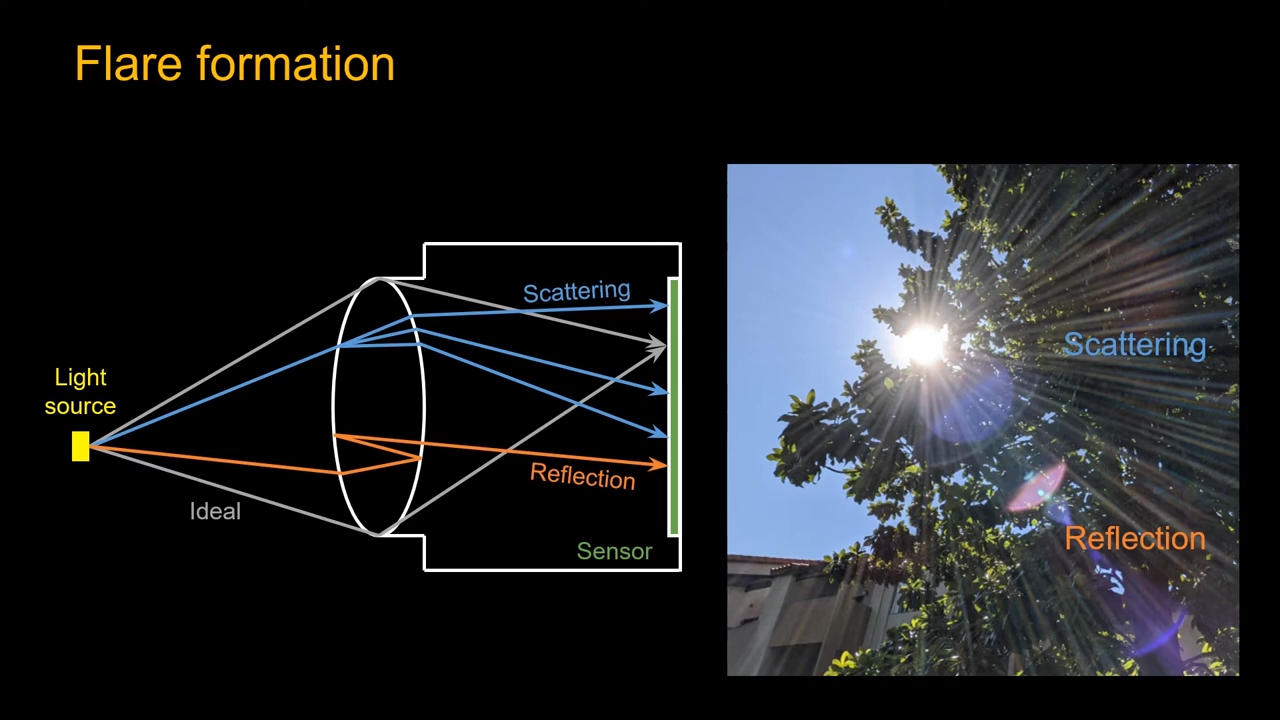 Flare formation
Light
source
Ideal
Scattering
Reflection
Sensor
Scattering
Reflection